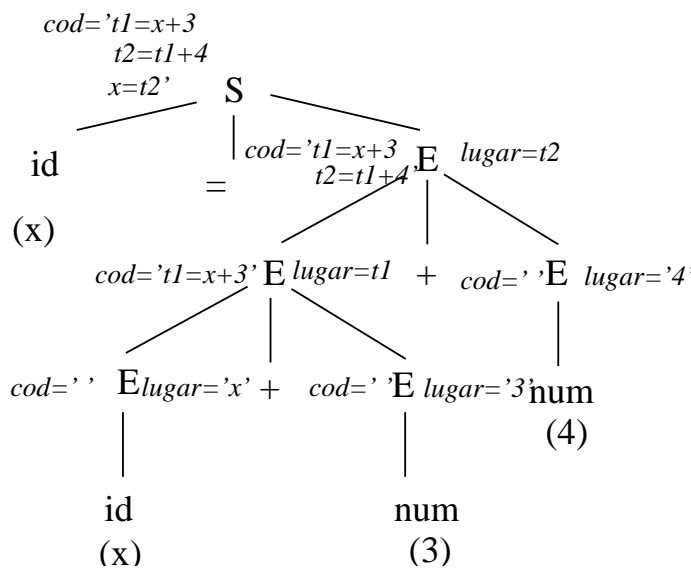 cod='t1=x+3
t2=t1+4
x=t2'
S
id
(x)
=
cod='t1=x+3
t2=t1+4'
E
lugar=t2
cod='t1=x+3' E lugar=t1 + cod=' ' E lugar='4'
cod=' ' E lugar='x' + cod=' ' E lugar='3' num
(4)
id num
(x) (3)